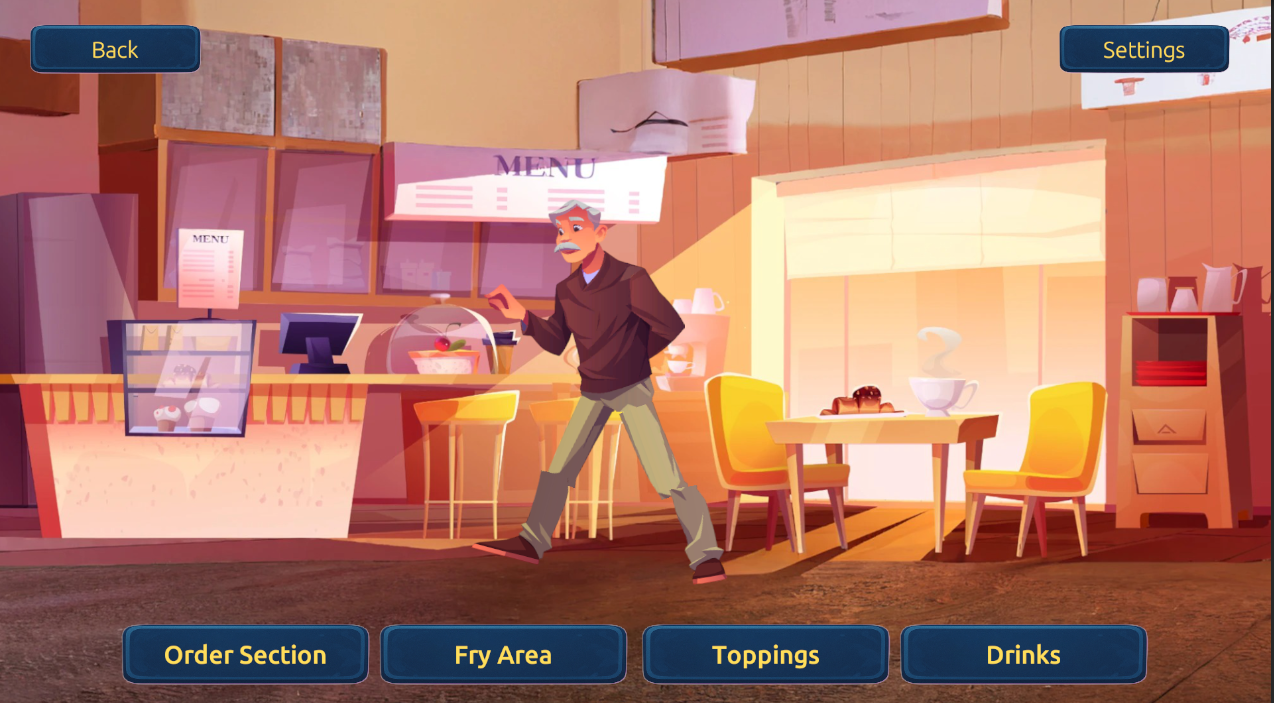 Back
Settings
MENU
MENU
Order Section
Fry Area
Toppings
Drinks